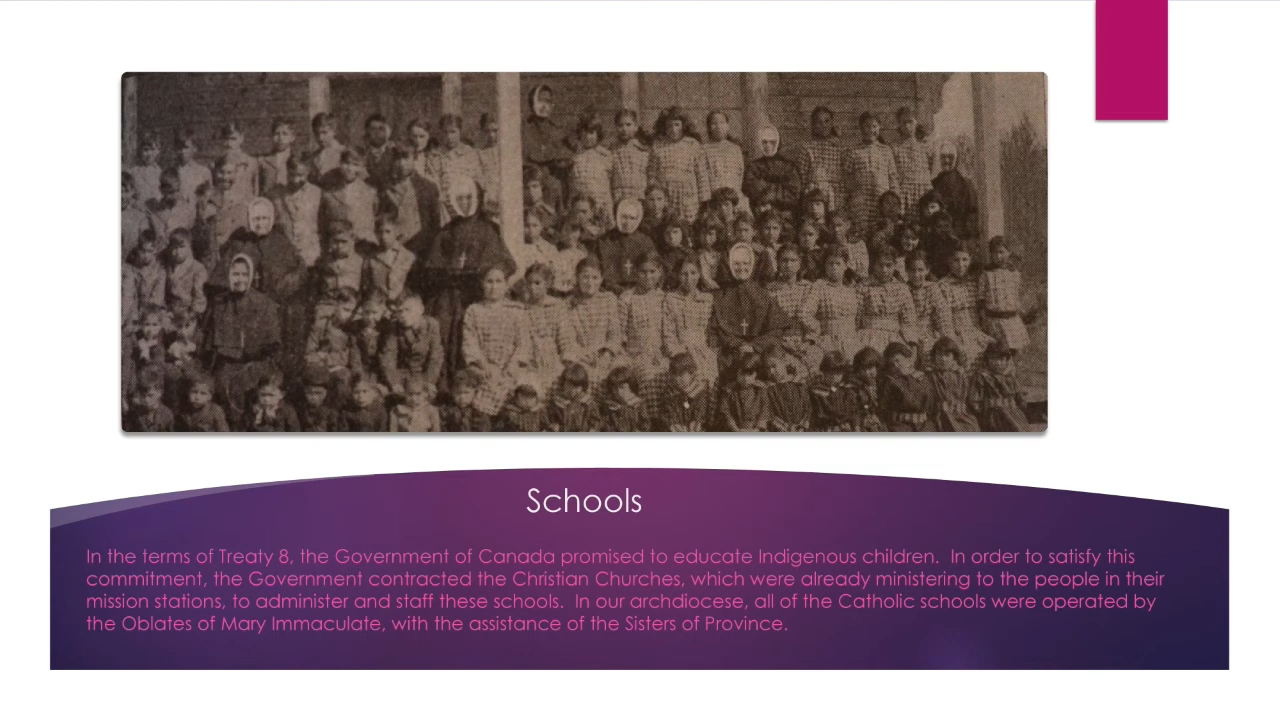 Schools
In the terms of Treaty 8, the Government of Canada promised to educate Indigenous children.  In order to satisfy this
commitment, the Government contracted the Christian Churches, which were already ministering to the people in their
mission stations, to administer and staff these schools.  In our archdiocese, all of the Catholic schools were operated by
the Oblates of Mary Immaculate, with the assistance of the Sisters of Province.